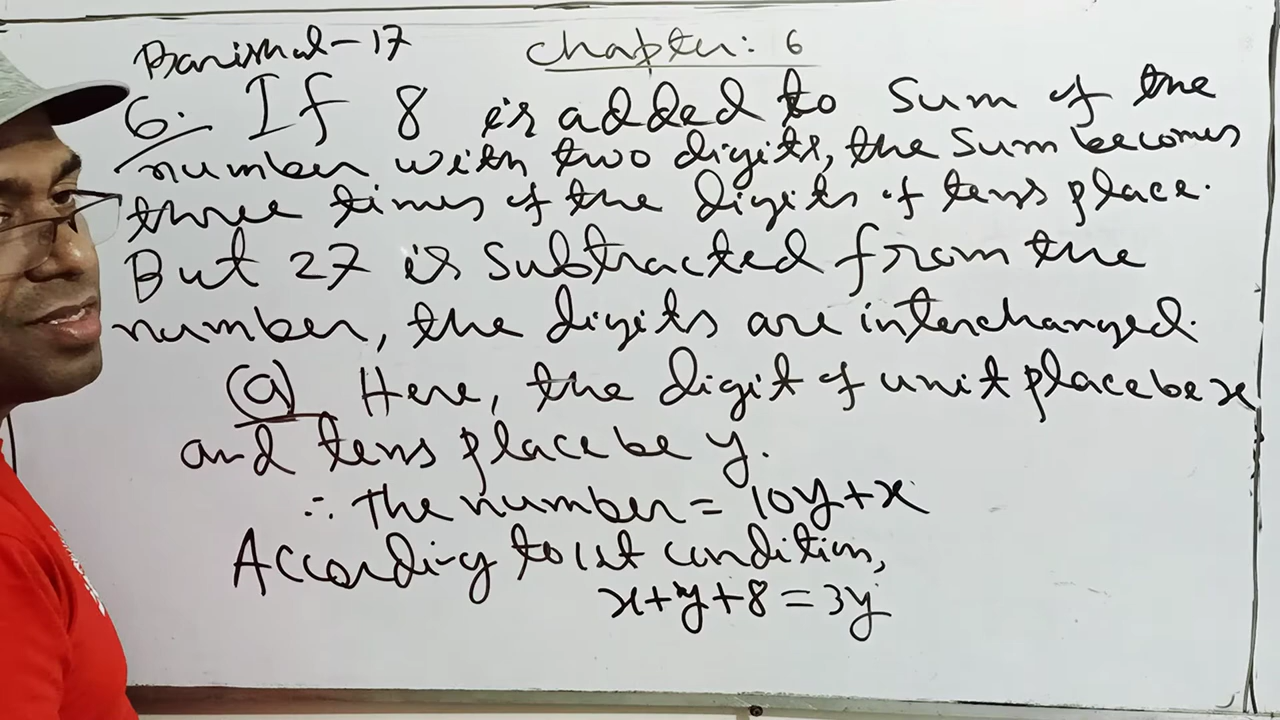 Barishal-17 Chapter: 6
6. If 8 is added to sum of the
number with two digits, the sum becomes
three times of the digits of tens place.
But 27 is subtracted from the
number, the digits are interchanged.
(a) Here, the digit of unit place be x
and tens place be y.
∴ the number = 10y+x
According to 1st condition,
x+y+8=3y